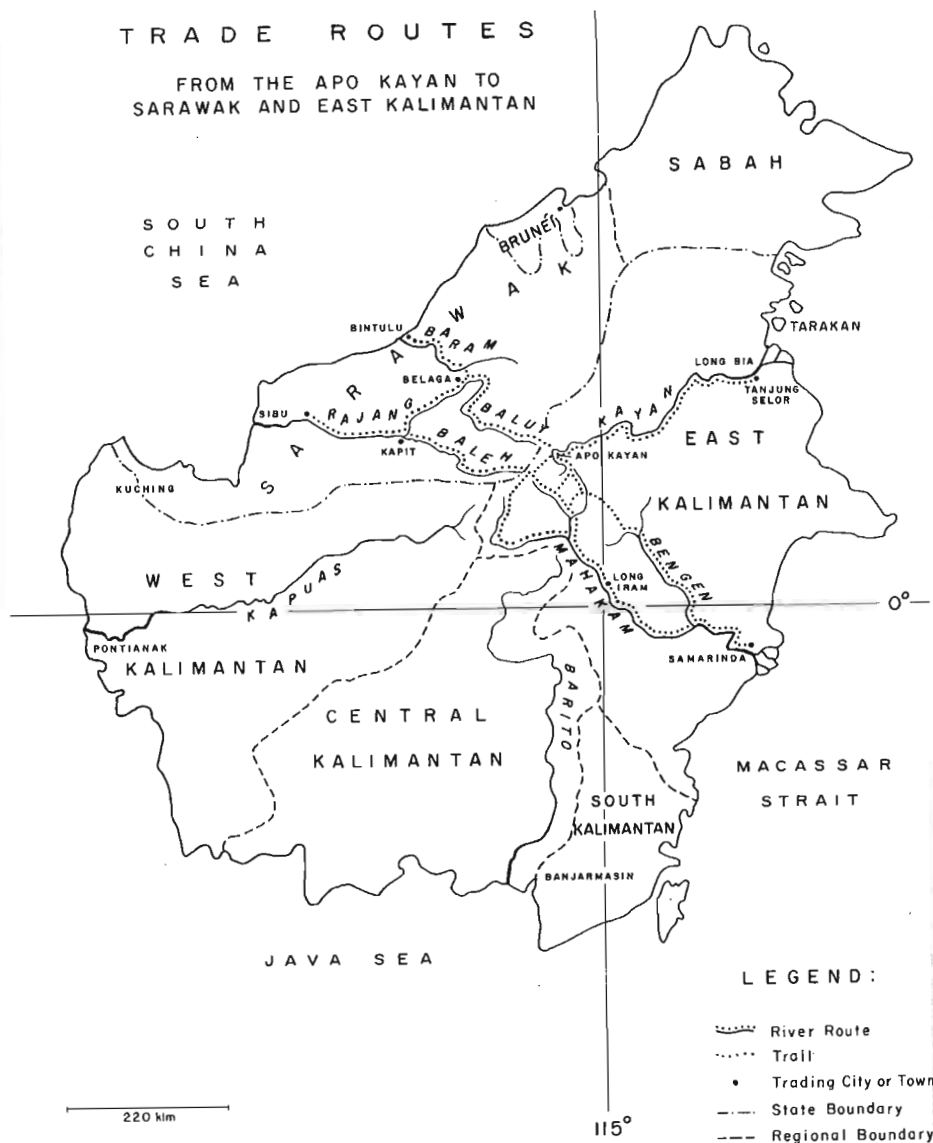 TRADE ROUTES
FROM THE APO KAYAN TO
SARAWAK AND EAST KALIMANTAN
SABAH
SOUTH
CHINA
SEA
BRUNEI
SARAWAK
BINTULU
BARAM
TARAKAN
LONG BIA
BELAGA
TANJUNG
SELOR
SIBU
RAJANG
BALUY
KAYAN
EAST
KAPIT
BALEH
APO KAYAN
KUCHING
KALIMANTAN
WEST
KAPUAS
MAHAKAM
LONG
IRAM
BENGEN
0°
PONTIANAK
KALIMANTAN
SAMARINDA
CENTRAL
KALIMANTAN
BARITO
MACASSAR
STRAIT
SOUTH
KALIMANTAN
BANJARMASIN
JAVA SEA
LEGEND:
River Route
Trail
Trading City or Town
State Boundary
Regional Boundary
220 km
115°